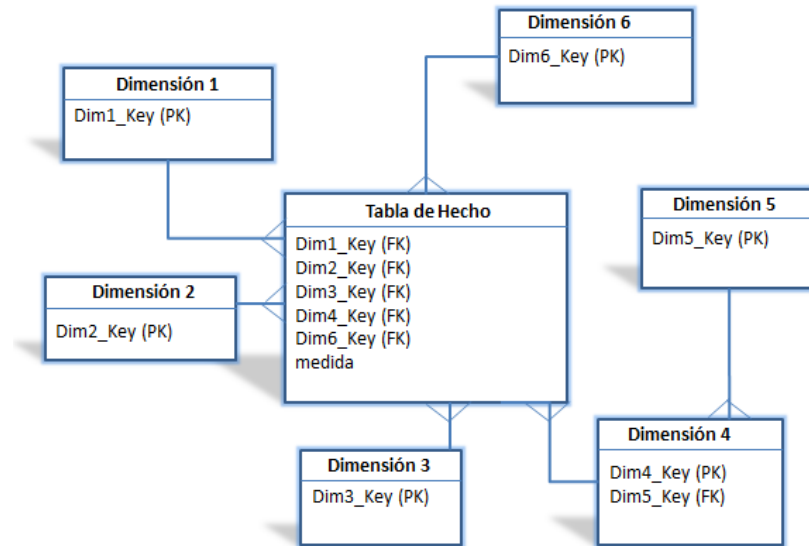 Dimensión 6
Dim6_Key (PK)
Dimensión 1
Dim1_Key (PK)
Tabla de Hecho
Dim1_Key (FK)
Dim2_Key (FK)
Dim3_Key (FK)
Dim4_Key (FK)
Dim6_Key (FK)
medida
Dimensión 5
Dim5_Key (PK)
Dimensión 2
Dim2_Key (PK)
Dimensión 3
Dim3_Key (PK)
Dimensión 4
Dim4_Key (PK)
Dim5_Key (FK)